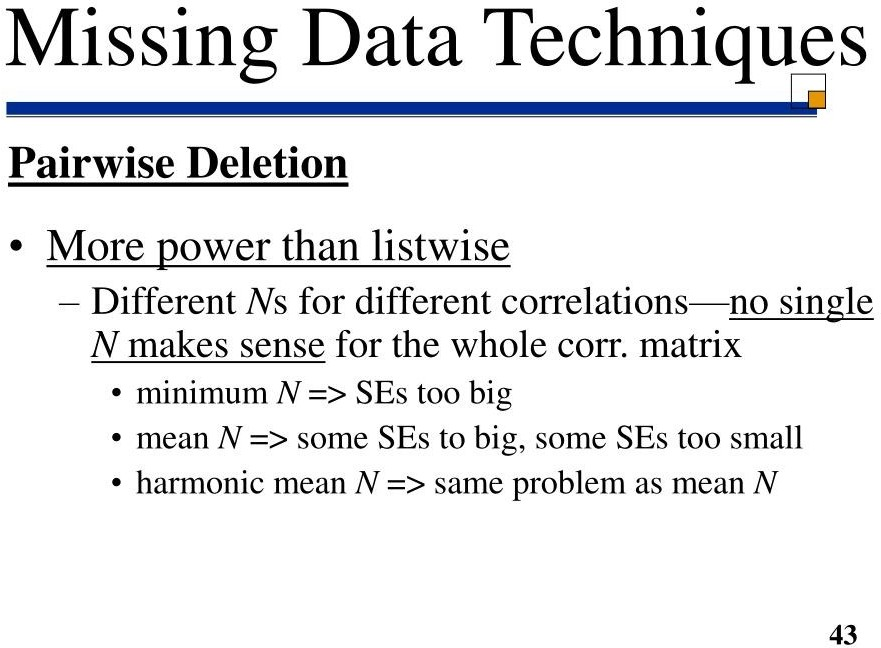 Missing Data Techniques
Pairwise Deletion
• More power than listwise
– Different Ns for different correlations—no single
N makes sense for the whole corr. matrix
• minimum N => SEs too big
• mean N => some SEs to big, some SEs too small
• harmonic mean N => same problem as mean N
43